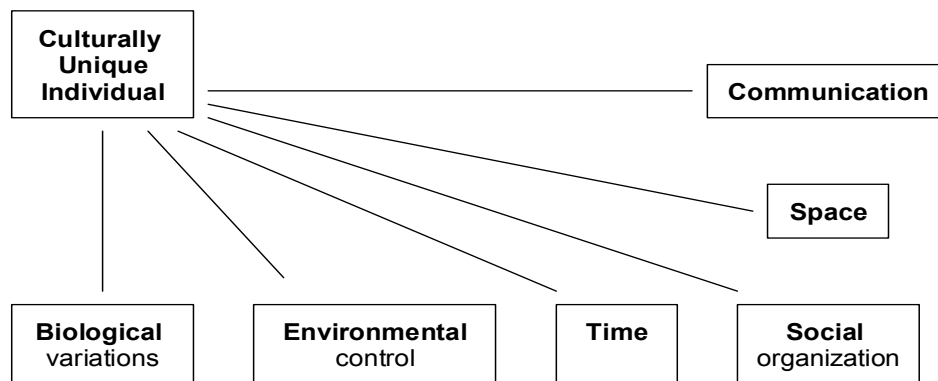 Culturally
Unique
Individual
Communication
Space
Biological
variations
Environmental
control
Time
Social
organization